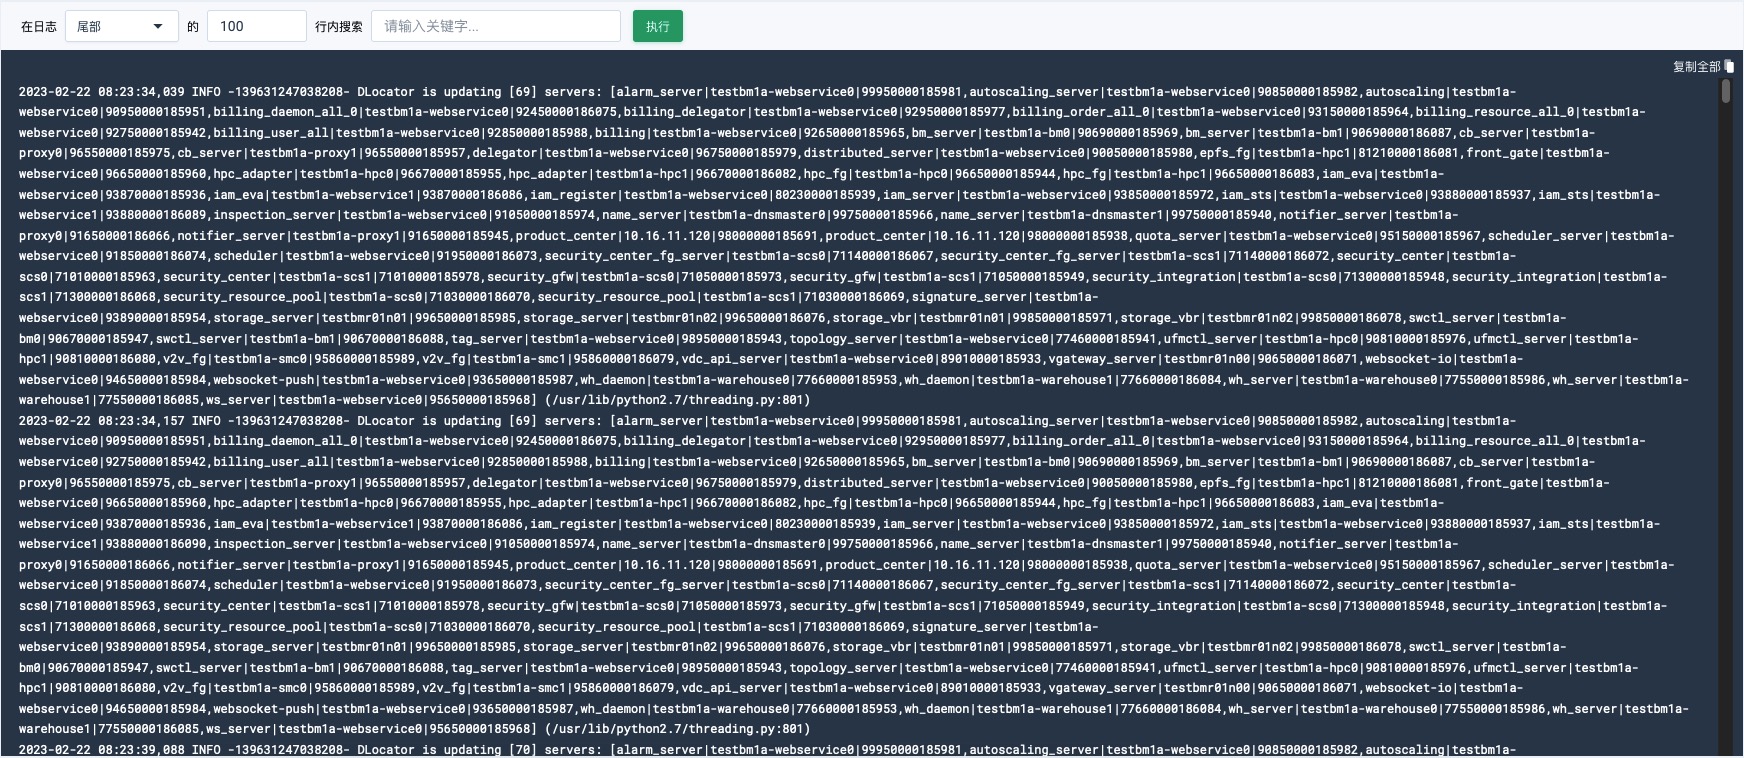 在日志 尾部 的 100 行内搜索 请输入关键字... 执行
复制全部
2023-02-22 08:23:34,039 INFO -139631247038208- DLocator is updating [69] servers: [alarm_server|testbm1a-webservice0|99950000185981,autoscaling_server|testbm1a-webservice0|90850000185982,autoscaling|testbm1a-
webservice0|90950000185951,billing_daemon_all_0|testbm1a-webservice0|92450000186075,billing_delegator|testbm1a-webservice0|92950000185977,billing_order_all_0|testbm1a-webservice0|93150000185964,billing_resource_all_0|testbm1a-
webservice0|92750000185942,billing_user_all|testbm1a-webservice0|92850000185988,billing|testbm1a-webservice0|92650000185965,bm_server|testbm1a-bm0|90690000185969,bm_server|testbm1a-bm1|90690000186087,cb_server|testbm1a-
proxy0|96550000185975,cb_server|testbm1a-proxy1|96550000185957,delegator|testbm1a-webservice0|96750000185979,distributed_server|testbm1a-webservice0|90050000185980,epfs_fg|testbm1a-hpc1|81210000186081,front_gate|testbm1a-
webservice0|96650000185960,hpc_adapter|testbm1a-hpc0|96670000185955,hpc_adapter|testbm1a-hpc1|96670000186082,hpc_fg|testbm1a-hpc0|96650000185944,hpc_fg|testbm1a-hpc1|96650000186083,iam_eva|testbm1a-
webservice0|93870000185936,iam_eva|testbm1a-webservice1|93870000186086,iam_register|testbm1a-webservice0|80230000185939,iam_server|testbm1a-webservice0|93850000185972,iam_sts|testbm1a-webservice0|93880000185937,iam_sts|testbm1a-
webservice1|93880000186089,inspection_server|testbm1a-webservice0|91050000185974,name_server|testbm1a-dnsmaster0|99750000185966,name_server|testbm1a-dnsmaster1|99750000185940,notifier_server|testbm1a-
proxy0|91650000186066,notifier_server|testbm1a-proxy1|91650000185945,product_center|10.16.11.120|98000000185691,product_center|10.16.11.120|98000000185938,quota_server|testbm1a-webservice0|95150000185967,scheduler_server|testbm1a-
webservice0|91850000186074,scheduler|testbm1a-webservice0|91950000186073,security_center_fg_server|testbm1a-scs0|71140000186067,security_center_fg_server|testbm1a-scs1|71140000186072,security_center|testbm1a-
scs0|71010000185963,security_center|testbm1a-scs1|71010000185978,security_gfw|testbm1a-scs0|71050000185973,security_gfw|testbm1a-scs1|71050000185949,security_integration|testbm1a-scs0|71300000185948,security_integration|testbm1a-
scs1|71300000186068,security_resource_pool|testbm1a-scs0|71030000186070,security_resource_pool|testbm1a-scs1|71030000186069,signature_server|testbm1a-
webservice0|93890000185954,storage_server|testbmr01n01|99650000185985,storage_server|testbmr01n02|99650000186076,storage_vbr|testbmr01n01|99850000185971,storage_vbr|testbmr01n02|99850000186078,swctl_server|testbm1a-
bm0|90670000185947,swctl_server|testbm1a-bm1|90670000186088,tag_server|testbm1a-webservice0|98950000185943,topology_server|testbm1a-webservice0|77460000185941,ufmctl_server|testbm1a-hpc0|90810000185976,ufmctl_server|testbm1a-
hpc1|90810000186080,v2v_fg|testbm1a-smc0|95860000185989,v2v_fg|testbm1a-smc1|95860000186079,vdc_api_server|testbm1a-webservice0|89010000185933,vgateway_server|testbmr01n00|90650000186071,websocket-io|testbm1a-
webservice0|94650000185984,websocket-push|testbm1a-webservice0|93650000185987,wh_daemon|testbm1a-warehouse0|77660000185953,wh_daemon|testbm1a-warehouse1|77660000186084,wh_server|testbm1a-warehouse0|77550000185986,wh_server|testbm1a-
warehouse1|77550000186085,ws_server|testbm1a-webservice0|95650000185968] (/usr/lib/python2.7/threading.py:801)
2023-02-22 08:23:34,157 INFO -139631247038208- DLocator is updating [69] servers: [alarm_server|testbm1a-webservice0|99950000185981,autoscaling_server|testbm1a-webservice0|90850000185982,autoscaling|testbm1a-
webservice0|90950000185951,billing_daemon_all_0|testbm1a-webservice0|92450000186075,billing_delegator|testbm1a-webservice0|92950000185977,billing_order_all_0|testbm1a-webservice0|93150000185964,billing_resource_all_0|testbm1a-
webservice0|92750000185942,billing_user_all|testbm1a-webservice0|92850000185988,billing|testbm1a-webservice0|92650000185965,bm_server|testbm1a-bm0|90690000185969,bm_server|testbm1a-bm1|90690000186087,cb_server|testbm1a-
proxy0|96550000185975,cb_server|testbm1a-proxy1|96550000185957,delegator|testbm1a-webservice0|96750000185979,distributed_server|testbm1a-webservice0|90050000185980,epfs_fg|testbm1a-hpc1|81210000186081,front_gate|testbm1a-
webservice0|96650000185960,hpc_adapter|testbm1a-hpc0|96670000185955,hpc_adapter|testbm1a-hpc1|96670000186082,hpc_fg|testbm1a-hpc0|96650000185944,hpc_fg|testbm1a-hpc1|96650000186083,iam_eva|testbm1a-
webservice0|93870000185936,iam_eva|testbm1a-webservice1|93870000186086,iam_register|testbm1a-webservice0|80230000185939,iam_server|testbm1a-webservice0|93850000185972,iam_sts|testbm1a-webservice0|93880000185937,iam_sts|testbm1a-
webservice1|93880000186090,inspection_server|testbm1a-webservice0|91050000185974,name_server|testbm1a-dnsmaster0|99750000185966,name_server|testbm1a-dnsmaster1|99750000185940,notifier_server|testbm1a-
proxy0|91650000186066,notifier_server|testbm1a-proxy1|91650000185945,product_center|10.16.11.120|98000000185691,product_center|10.16.11.120|98000000185938,quota_server|testbm1a-webservice0|95150000185967,scheduler_server|testbm1a-
webservice0|91850000186074,scheduler|testbm1a-webservice0|91950000186073,security_center_fg_server|testbm1a-scs0|71140000186067,security_center_fg_server|testbm1a-scs1|71140000186072,security_center|testbm1a-
scs0|71010000185963,security_center|testbm1a-scs1|71010000185978,security_gfw|testbm1a-scs0|71050000185973,security_gfw|testbm1a-scs1|71050000185949,security_integration|testbm1a-scs0|71300000185948,security_integration|testbm1a-
scs1|71300000186068,security_resource_pool|testbm1a-scs0|71030000186070,security_resource_pool|testbm1a-scs1|71030000186069,signature_server|testbm1a-
webservice0|93890000185954,storage_server|testbmr01n01|99650000185985,storage_server|testbmr01n02|99650000186076,storage_vbr|testbmr01n01|99850000185971,storage_vbr|testbmr01n02|99850000186078,swctl_server|testbm1a-
bm0|90670000185947,swctl_server|testbm1a-bm1|90670000186088,tag_server|testbm1a-webservice0|98950000185943,topology_server|testbm1a-webservice0|77460000185941,ufmctl_server|testbm1a-hpc0|90810000185976,ufmctl_server|testbm1a-
hpc1|90810000186080,v2v_fg|testbm1a-smc0|95860000185989,v2v_fg|testbm1a-smc1|95860000186079,vdc_api_server|testbm1a-webservice0|89010000185933,vgateway_server|testbmr01n00|90650000186071,websocket-io|testbm1a-
webservice0|94650000185984,websocket-push|testbm1a-webservice0|93650000185987,wh_daemon|testbm1a-warehouse0|77660000185953,wh_daemon|testbm1a-warehouse1|77660000186084,wh_server|testbm1a-warehouse0|77550000185986,wh_server|testbm1a-
warehouse1|77550000186085,ws_server|testbm1a-webservice0|95650000185968] (/usr/lib/python2.7/threading.py:801)
2023-02-22 08:23:39,088 INFO -139631247038208- DLocator is updating [70] servers: [alarm_server|testbm1a-webservice0|99950000185981,autoscaling_server|testbm1a-webservice0|90850000185982,autoscaling|testbm1a-